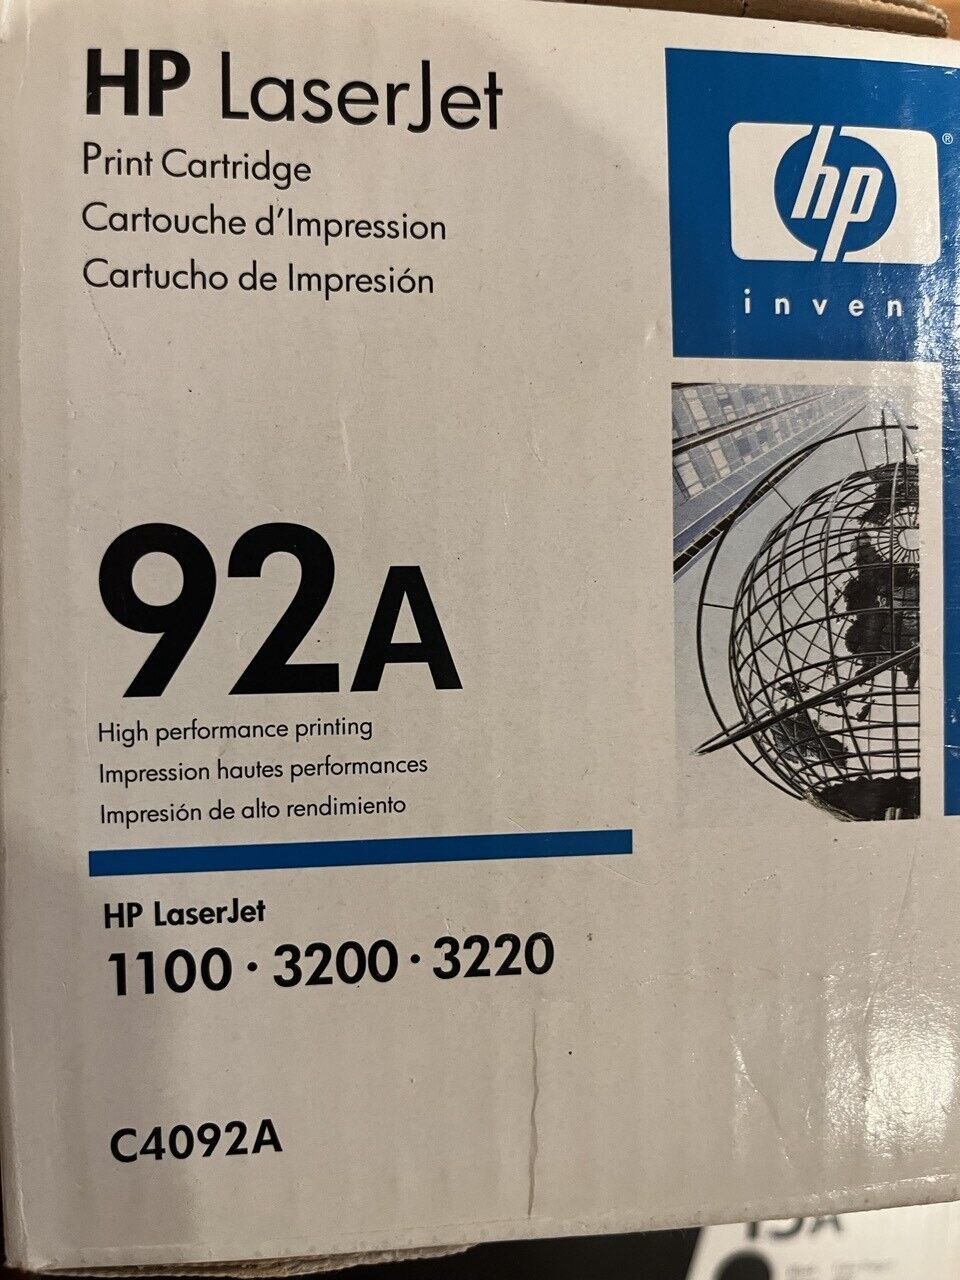 HP LaserJet
Print Cartridge
Cartouche d'Impression
Cartucho de Impresión
hp
®
inven
92A
High performance printing
Impression hautes performances
Impresión de alto rendimiento
HP LaserJet
1100 · 3200 · 3220
C4092A